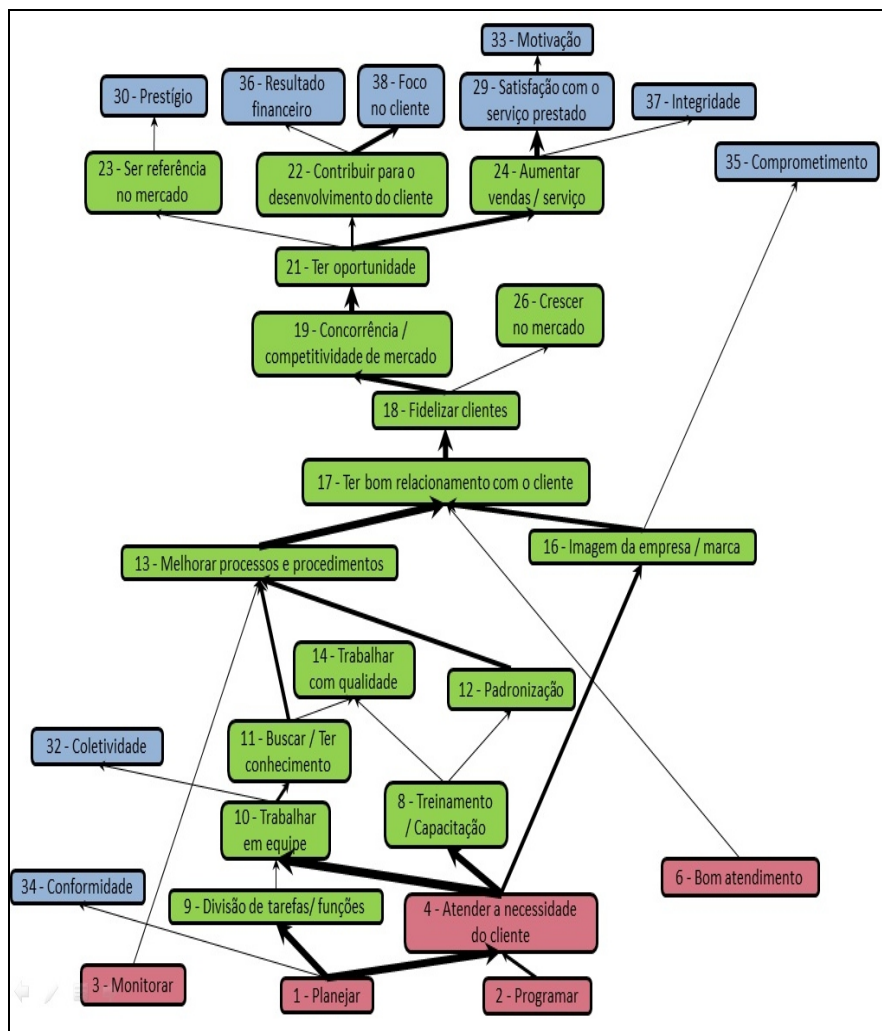 33 - Motivação
30 - Prestígio
36 - Resultado
financeiro
38 - Foco
no cliente
29 - Satisfação com o
serviço prestado
37 - Integridade
35 - Comprometimento
23 - Ser referência
no mercado
22 - Contribuir para o
desenvolvimento do cliente
24 - Aumentar
vendas / serviço
21 - Ter oportunidade
19 - Concorrência /
competitividade de mercado
26 - Crescer
no mercado
18 - Fidelizar clientes
17 - Ter bom relacionamento com o cliente
13 - Melhorar processos e procedimentos
16 - Imagem da empresa / marca
14 - Trabalhar
com qualidade
12 - Padronização
32 - Coletividade
11 - Buscar / Ter
conhecimento
10 - Trabalhar
em equipe
8 - Treinamento
/ Capacitação
34 - Conformidade
9 - Divisão de tarefas/ funções
4 - Atender a necessidade
do cliente
6 - Bom atendimento
3 - Monitorar
1 - Planejar
2 - Programar